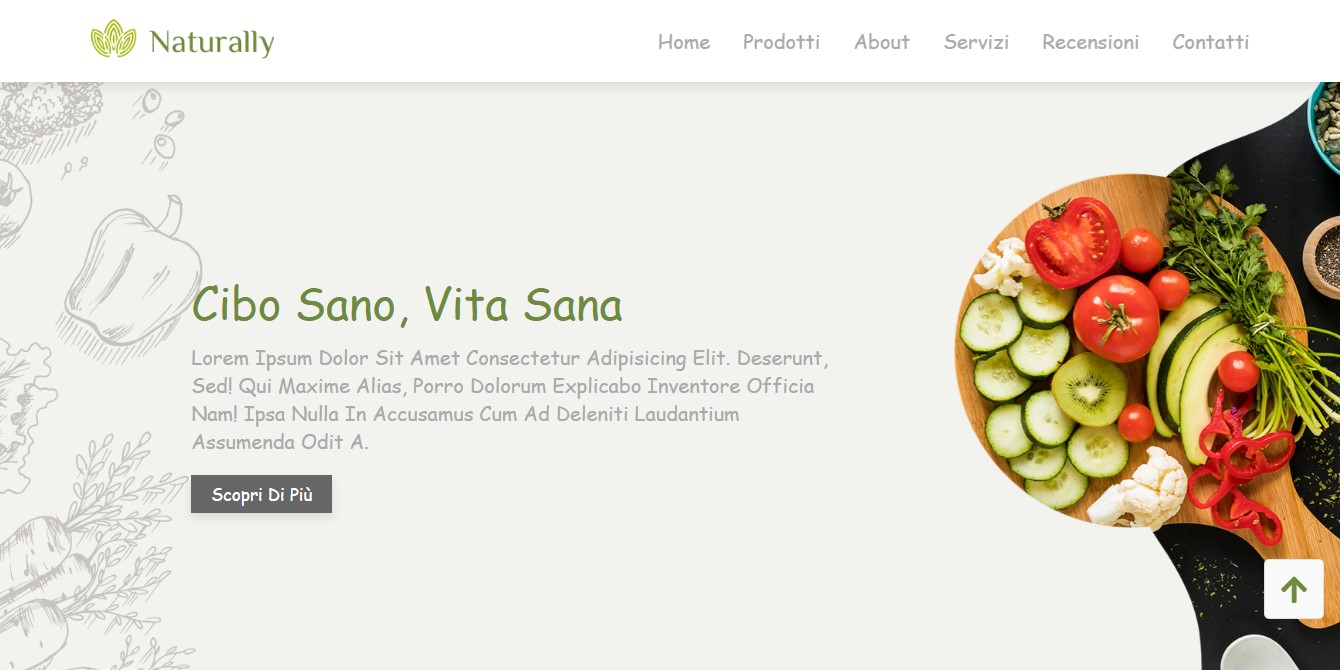 Naturally
Home Prodotti About Servizi Recensioni Contatti
Cibo Sano, Vita Sana
Lorem Ipsum Dolor Sit Amet Consectetur Adipisicing Elit. Deserunt,
Sed! Qui Maxime Alias, Porro Dolorum Explicabo Inventore Officia
Nam! Ipsa Nulla In Accusamus Cum Ad Deleniti Laudantium
Assumenda Odit A.
Scopri Di Più